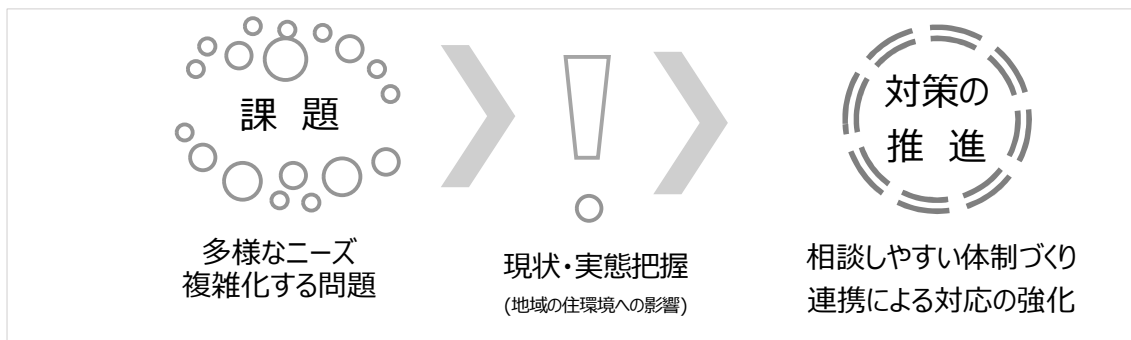 課 題
多様なニーズ
複雑化する問題
現状・実態把握
(地域の住環境への影響)
対策の
推 進
相談しやすい体制づくり
連携による対応の強化